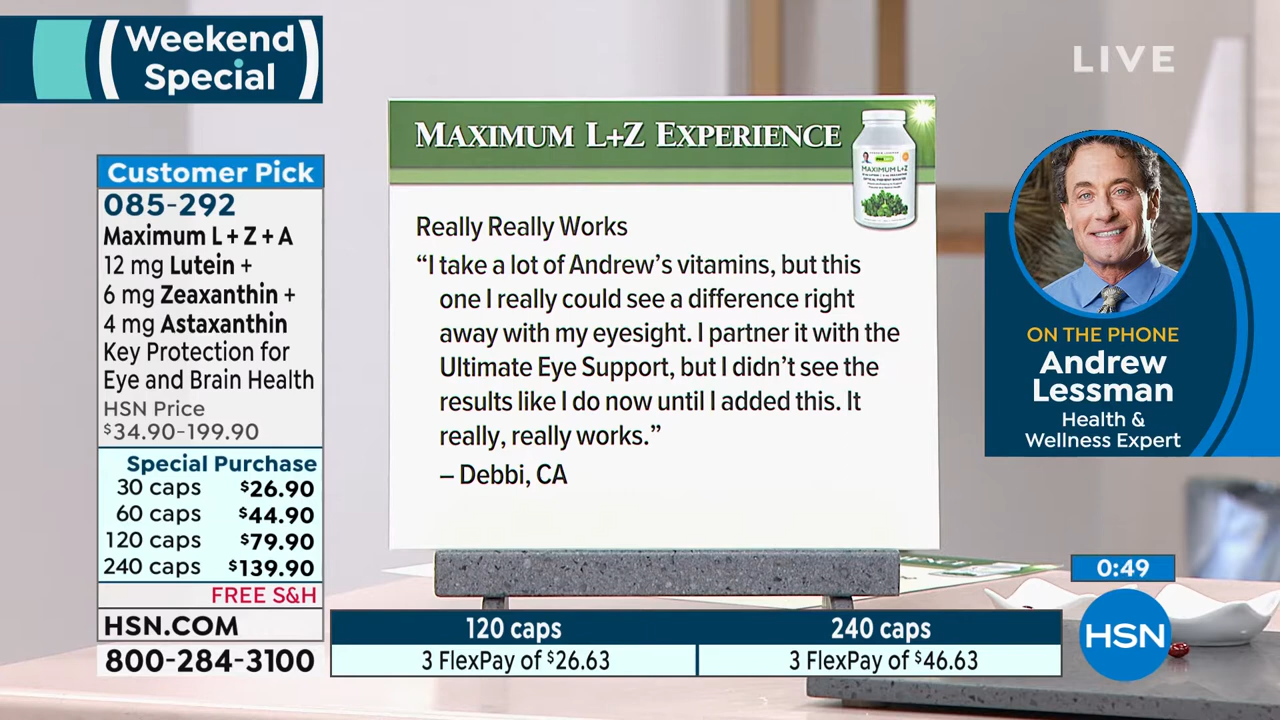 Weekend
Special
LIVE
Customer Pick
085-292
Maximum L + Z + A
12 mg Lutein +
6 mg Zeaxanthin +
4 mg Astaxanthin
Key Protection for
Eye and Brain Health
HSN Price
$34.90-199.90
Special Purchase
30 caps $26.90
60 caps $44.90
120 caps $79.90
240 caps $139.90
FREE S&H
HSN.COM
800-284-3100
MAXIMUM L+Z EXPERIENCE
MAXIMUM L+Z
Really Really Works
“I take a lot of Andrew’s vitamins, but this
one I really could see a difference right
away with my eyesight. I partner it with the
Ultimate Eye Support, but I didn’t see the
results like I do now until I added this. It
really, really works.”
– Debbi, CA
ON THE PHONE
Andrew
Lessman
Health &
Wellness Expert
0:49
HSN
120 caps 240 caps
3 FlexPay of $26.63 3 FlexPay of $46.63